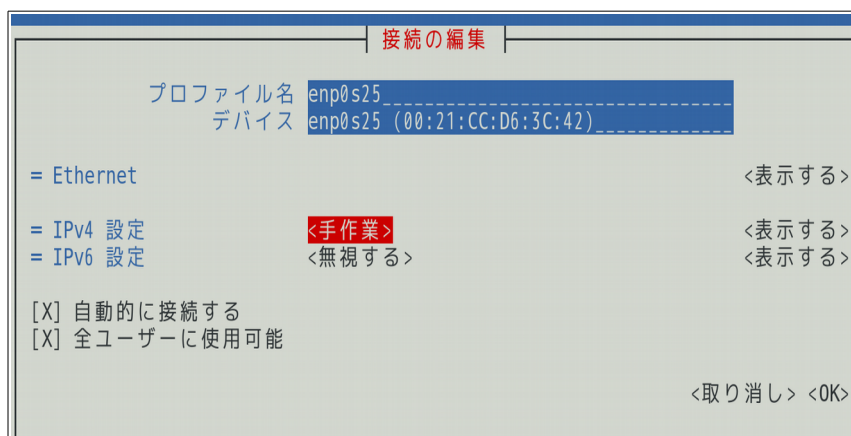 接続の編集
プロファイル名 enp0s25_________________________________
デバイス enp0s25 (00:21:CC:D6:3C:42)_____________
= Ethernet <表示する>
= IPv4 設定 <手作業> <表示する>
= IPv6 設定 <無視する> <表示する>
[X] 自動的に接続する
[X] 全ユーザーに使用可能
<取り消し> <OK>